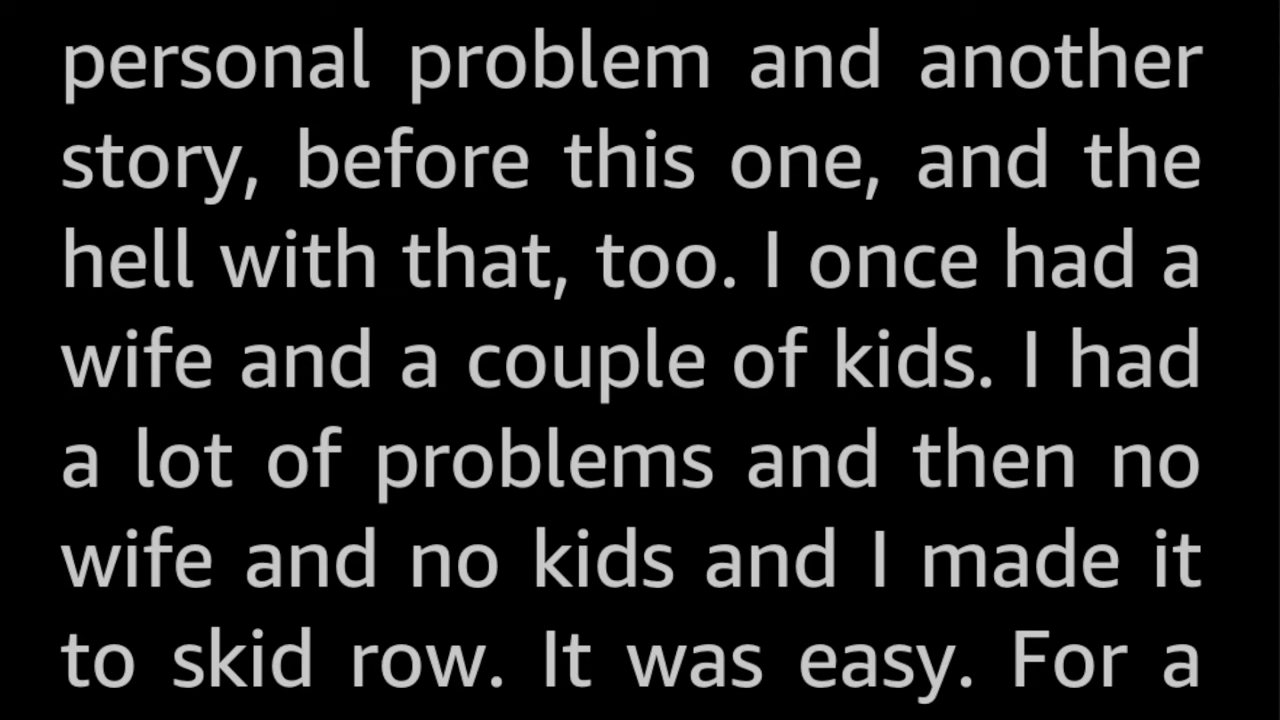 personal problem and another
story, before this one, and the
hell with that, too. I once had a
wife and a couple of kids. I had
a lot of problems and then no
wife and no kids and I made it
to skid row. It was easy. For a